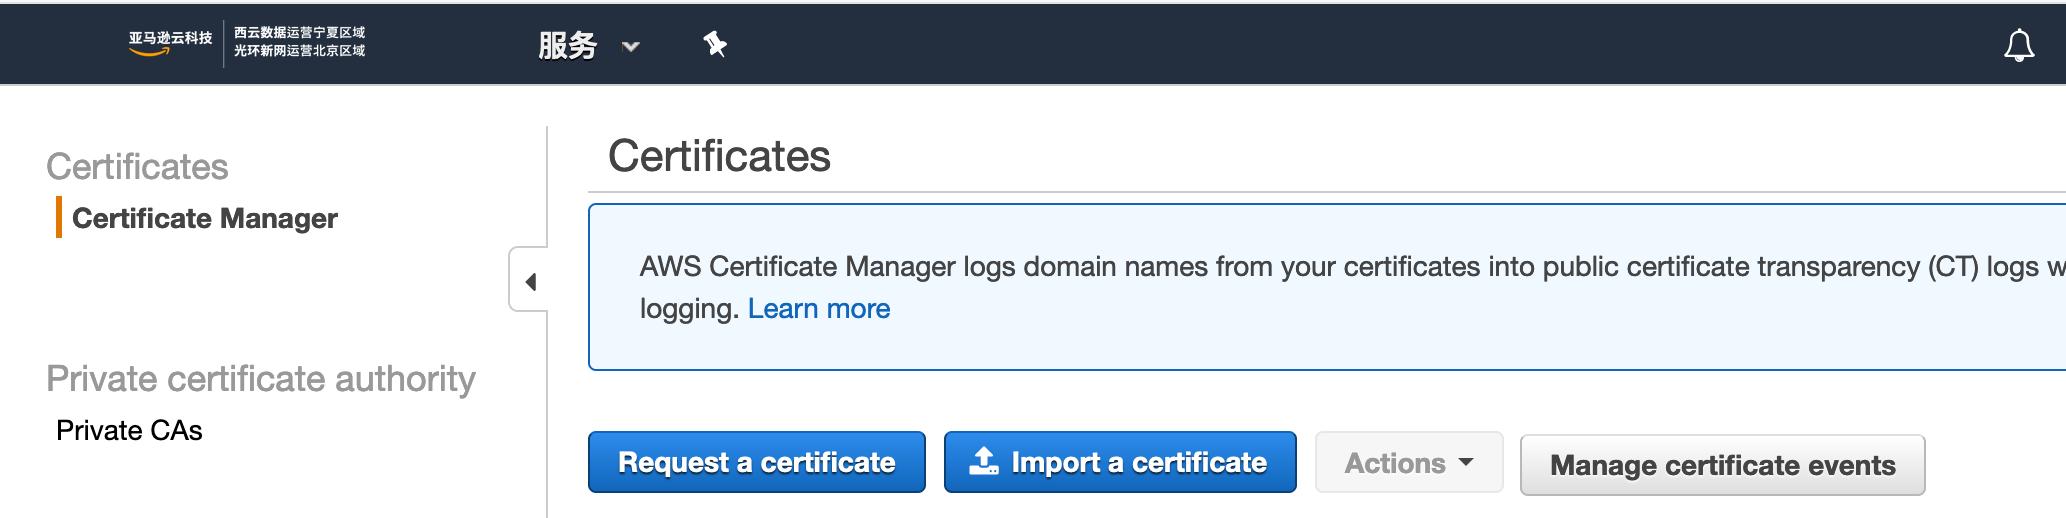 亚马逊云科技
西云数据运营宁夏区域
光环新网运营北京区域
服务
Certificates
Certificate Manager
Private certificate authority
Private CAs
Certificates
AWS Certificate Manager logs domain names from your certificates into public certificate transparency (CT) logs
logging. Learn more
Request a certificate
Import a certificate
Actions
Manage certificate events